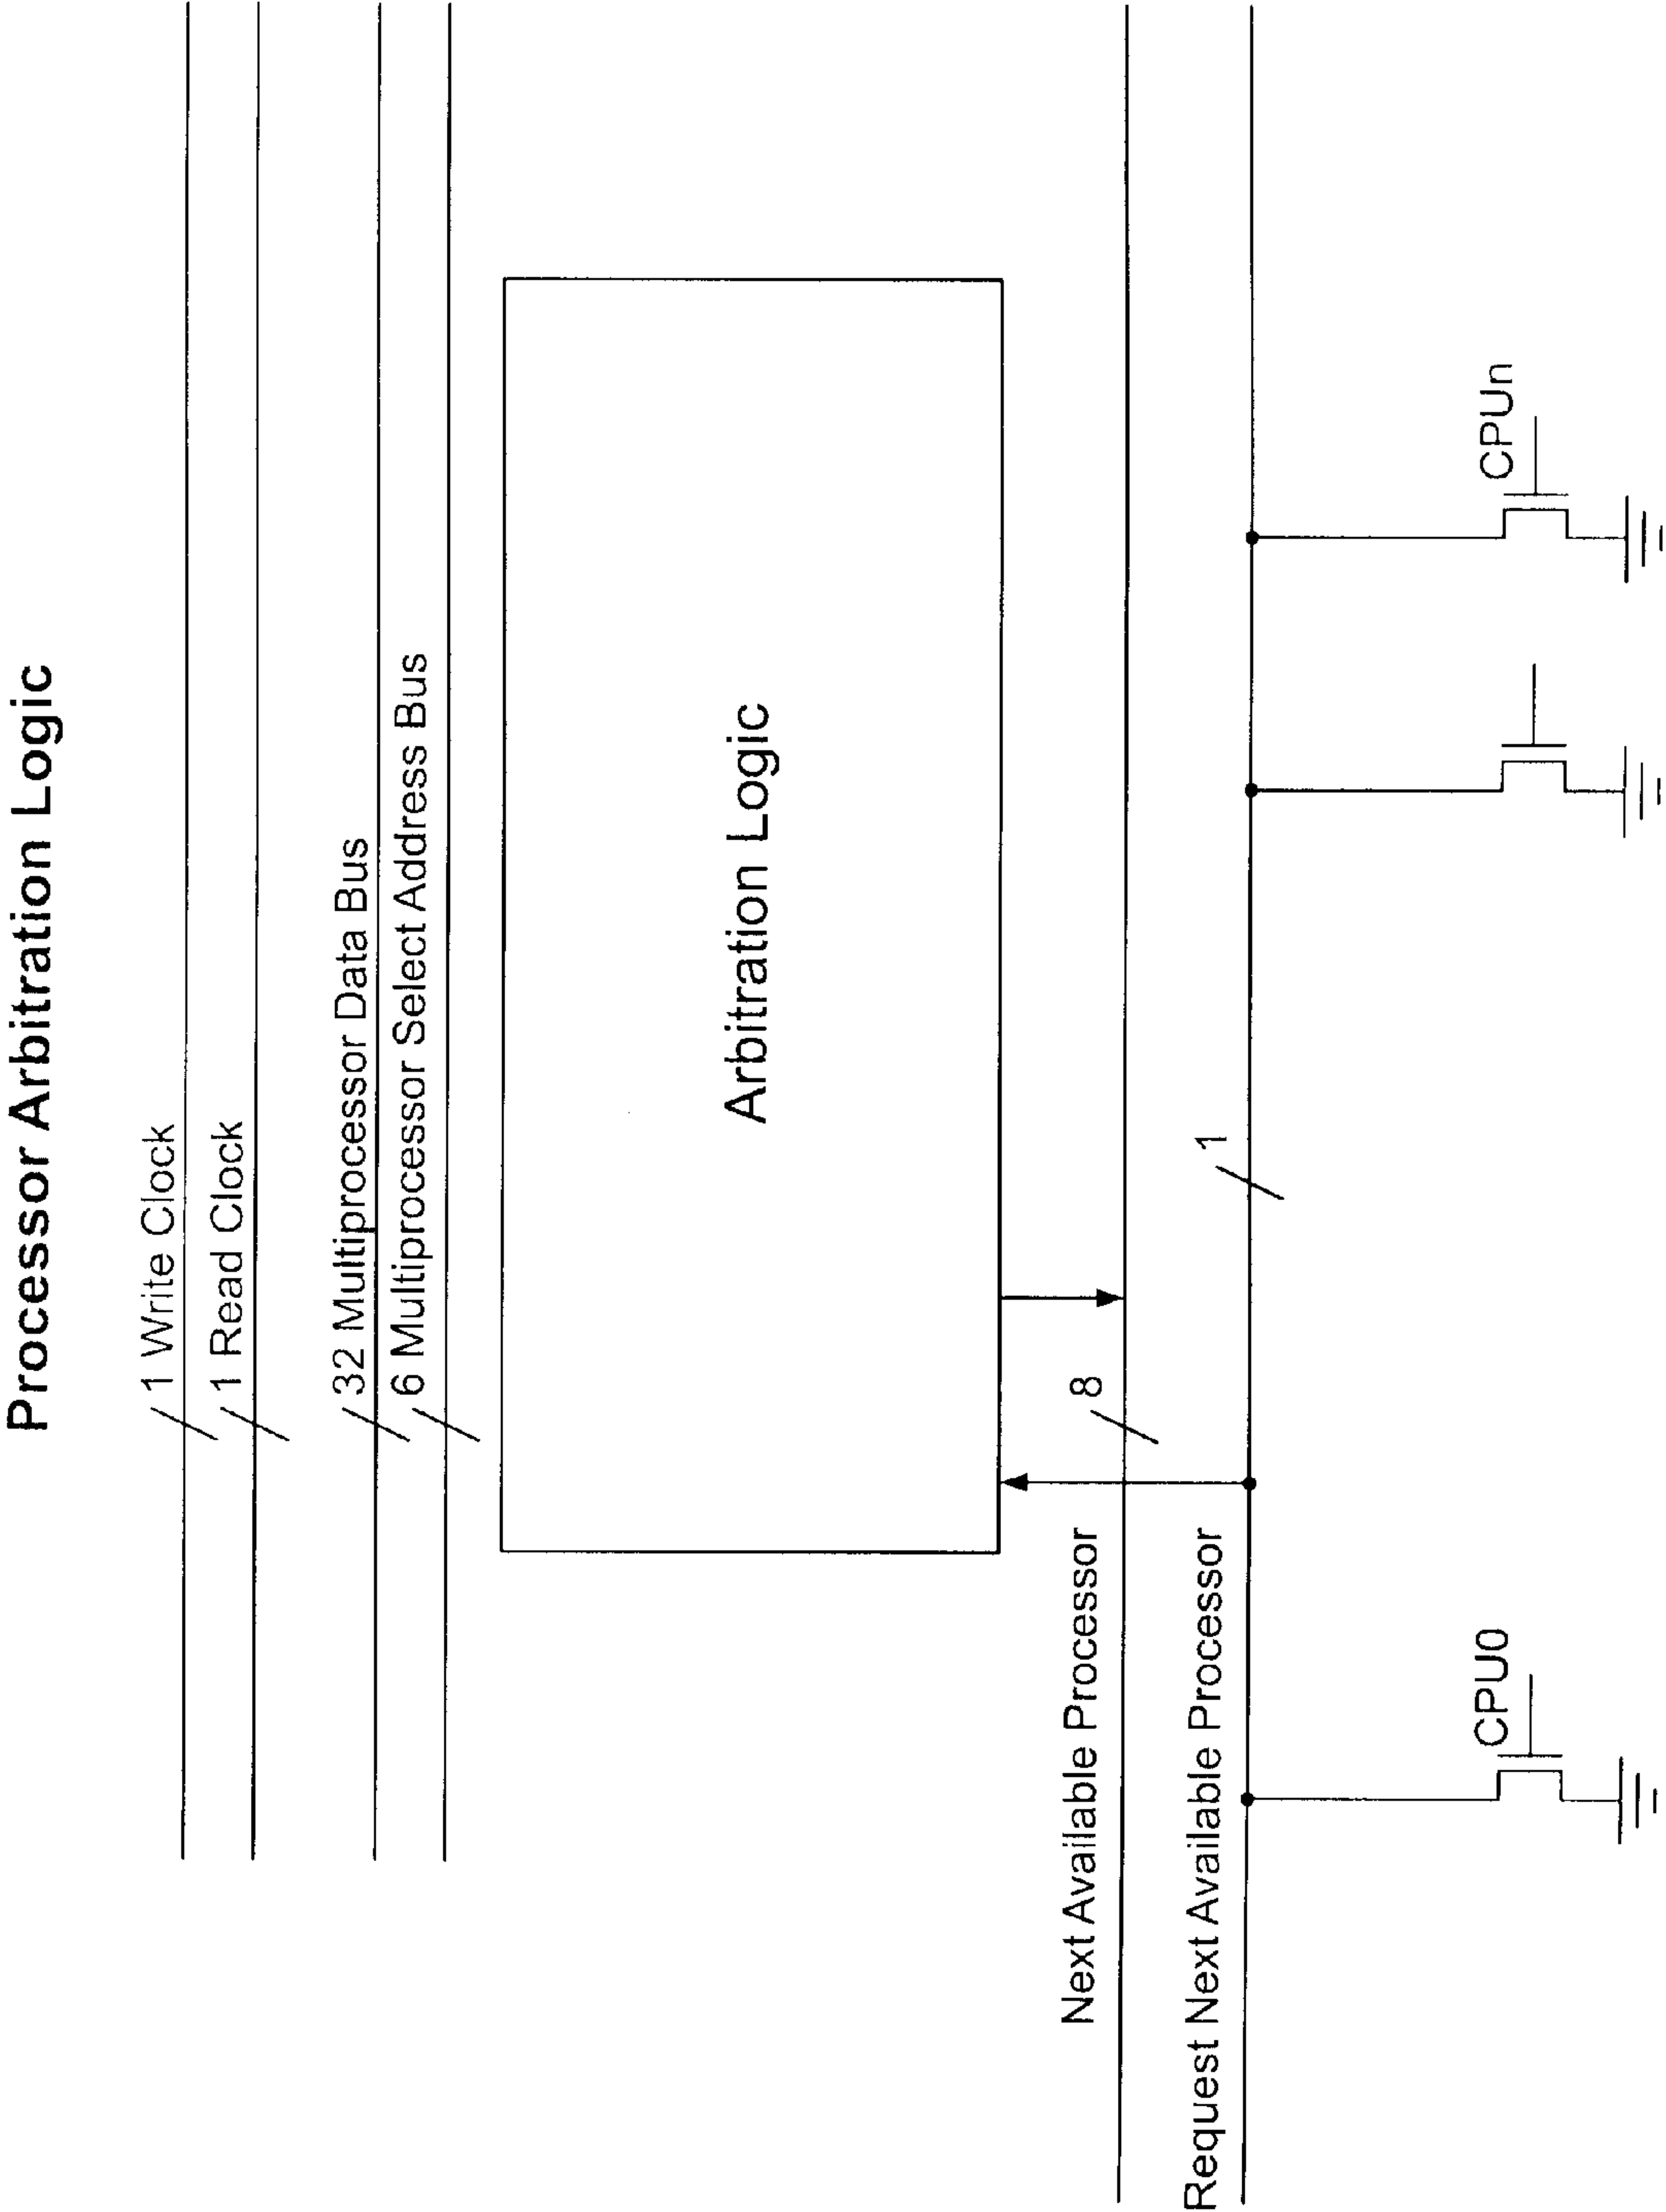 Processor Arbitration Logic
1 Write Clock
1 Read Clock
32 Multiprocessor Data Bus
6 Multiprocessor Select Address Bus
Arbitration Logic
8
Next Available Processor
1
Request Next Available Processor
CPU0
CPUn